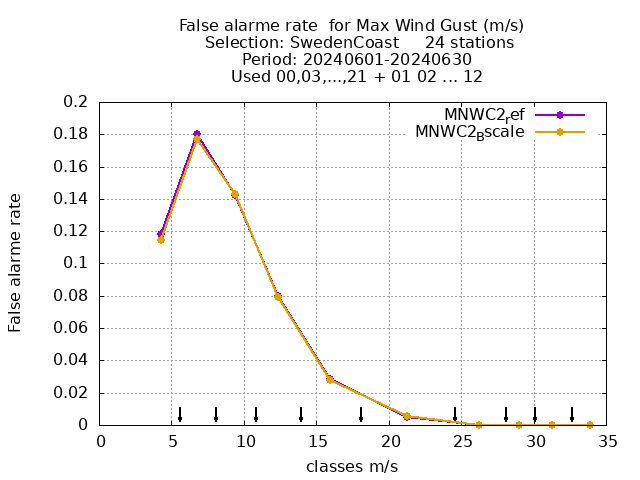 False alarme rate  for Max Wind Gust (m/s)
Selection: SwedenCoast     24 stations
Period: 20240601-20240630
Used 00,03,...,21 + 01 02 ... 12
0.2
0.18
0.16
0.14
0.12
0.1
0.08
0.06
0.04
0.02
0
False alarme rate
MNWC2_ref
MNWC2_Bscale
0 5 10 15 20 25 30 35
classes m/s